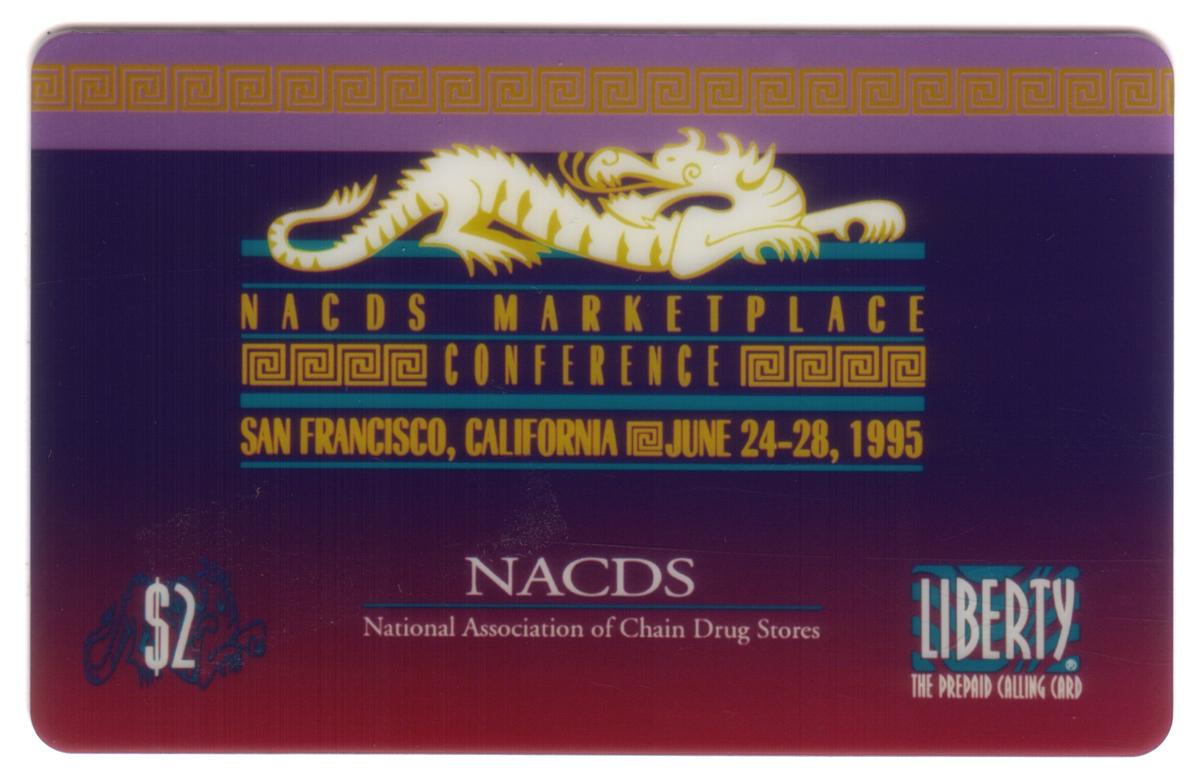 NACDS MARKETPLACE
CONFERENCE
SAN FRANCISCO, CALIFORNIA JUNE 24-28, 1995
NACDS
National Association of Chain Drug Stores
$2
LIBERTY®
THE PREPAID CALLING CARD